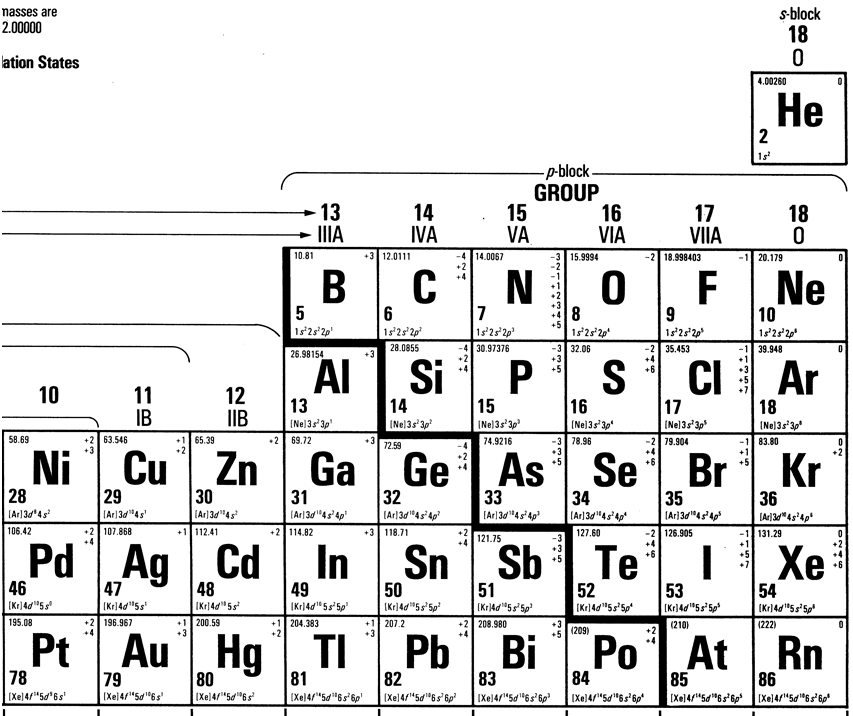 masses are
2.00000
ation States
s-block
18
O
4.00260 0
He
2
1s²
p-block
GROUP
13 14 15 16 17 18
IIIA IVA VA VIA VIIA O
10.81 +3
B
5
1s²2s²2p¹
12.0111 −4
+2
+4
C
6
1s²2s²2p²
14.0067 −3
−2
−1
+1
+2
+3
+4
+5
N
7
1s²2s²2p³
15.9994 −2
O
8
1s²2s²2p⁴
18.998403 −1
F
9
1s²2s²2p⁵
20.179 0
Ne
10
1s²2s²2p⁶
26.98154 +3
Al
13
[Ne]3s²3p¹
28.0855 −4
+2
+4
Si
14
[Ne]3s²3p²
30.97376 −3
+3
+5
P
15
[Ne]3s²3p³
32.06 −2
+4
+6
S
16
[Ne]3s²3p⁴
35.453 −1
+1
+3
+5
+7
Cl
17
[Ne]3s²3p⁵
39.948 0
Ar
18
[Ne]3s²3p⁶
10 11 12
IB IIB
58.69 +2
+3
Ni
28
[Ar]3d⁸4s²
63.546 +1
+2
Cu
29
[Ar]3d¹⁰4s¹
65.39 +2
Zn
30
[Ar]3d¹⁰4s²
69.72 +3
Ga
31
[Ar]3d¹⁰4s²4p¹
72.59 −4
+2
+4
Ge
32
[Ar]3d¹⁰4s²4p²
74.9216 −3
+3
+5
As
33
[Ar]3d¹⁰4s²4p³
78.96 −2
+4
+6
Se
34
[Ar]3d¹⁰4s²4p⁴
79.904 −1
+1
+5
Br
35
[Ar]3d¹⁰4s²4p⁵
83.80 0
+2
Kr
36
[Ar]3d¹⁰4s²4p⁶
106.42 +2
+4
Pd
46
[Kr]4d¹⁰5s⁰
107.868 +1
Ag
47
[Kr]4d¹⁰5s¹
112.41 +2
Cd
48
[Kr]4d¹⁰5s²
114.82 +3
In
49
[Kr]4d¹⁰5s²5p¹
118.71 +2
+4
Sn
50
[Kr]4d¹⁰5s²5p²
121.75 −3
+3
+5
Sb
51
[Kr]4d¹⁰5s²5p³
127.60 −2
+4
+6
Te
52
[Kr]4d¹⁰5s²5p⁴
126.905 −1
+1
+5
+7
I
53
[Kr]4d¹⁰5s²5p⁵
131.29 0
+2
+4
+6
Xe
54
[Kr]4d¹⁰5s²5p⁶
195.08 +2
+4
Pt
78
[Xe]4f¹⁴5d⁹6s¹
196.967 +1
+3
Au
79
[Xe]4f¹⁴5d¹⁰6s¹
200.59 +1
+2
Hg
80
[Xe]4f¹⁴5d¹⁰6s²
204.383 +1
+3
Tl
81
[Xe]4f¹⁴5d¹⁰6s²6p¹
207.2 +2
+4
Pb
82
[Xe]4f¹⁴5d¹⁰6s²6p²
208.980 +3
+5
Bi
83
[Xe]4f¹⁴5d¹⁰6s²6p³
(209) +2
+4
Po
84
[Xe]4f¹⁴5d¹⁰6s²6p⁴
(210)
At
85
[Xe]4f¹⁴5d¹⁰6s²6p⁵
(222) 0
Rn
86
[Xe]4f¹⁴5d¹⁰6s²6p⁶